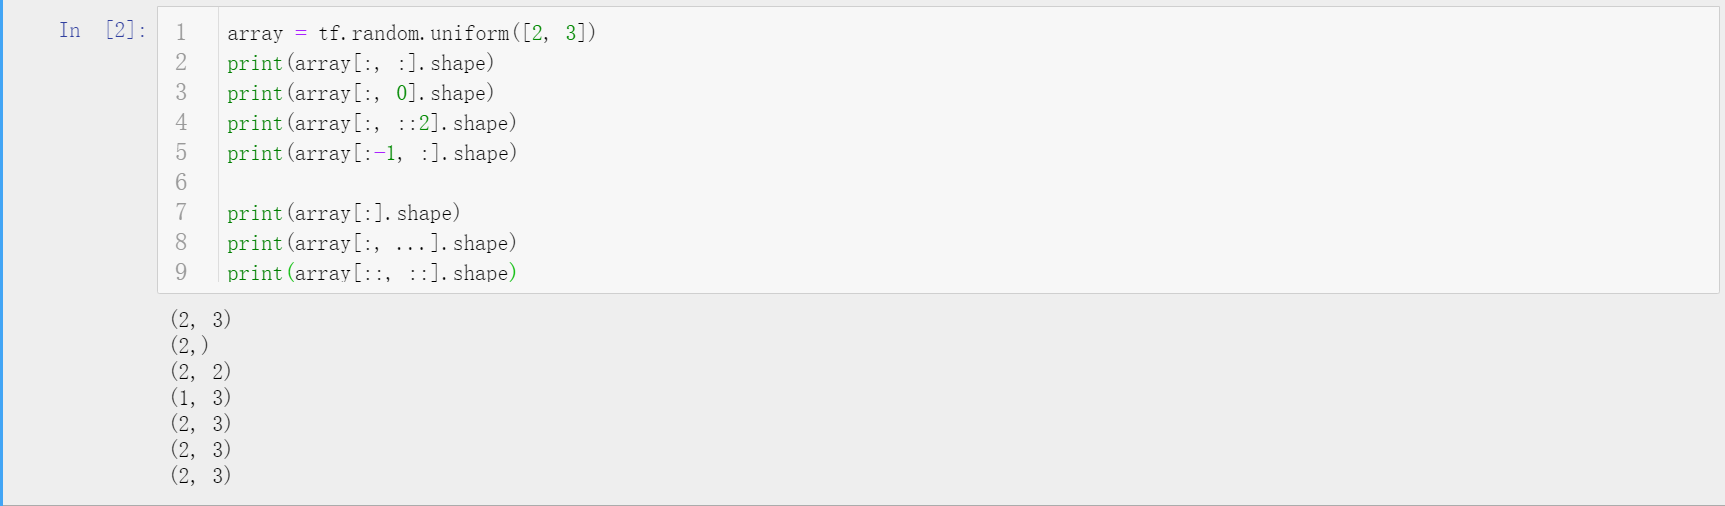 In [2]:
1 array = tf.random.uniform([2, 3])
2 print(array[:, :].shape)
3 print(array[:, 0].shape)
4 print(array[:, ::2].shape)
5 print(array[:-1, :].shape)
6
7 print(array[:].shape)
8 print(array[:, ...].shape)
9 print(array[::, ::].shape)
(2, 3)
(2,)
(2, 2)
(1, 3)
(2, 3)
(2, 3)
(2, 3)